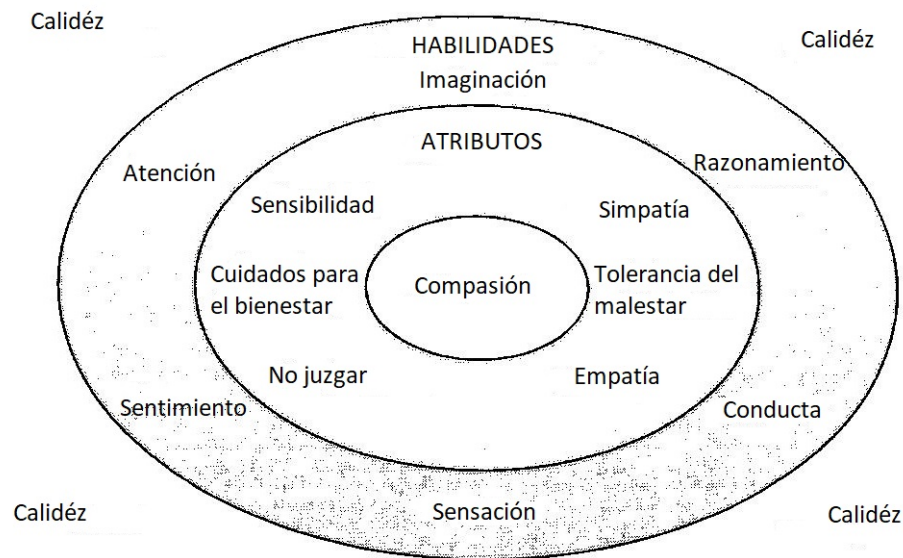 Calidéz
Calidéz
HABILIDADES
Imaginación
ATRIBUTOS
Atención
Razonamiento
Sensibilidad
Simpatía
Cuidados para
el bienestar
Compasión
Tolerancia del
malestar
No juzgar
Empatía
Sentimiento
Conducta
Sensación
Calidéz
Calidéz